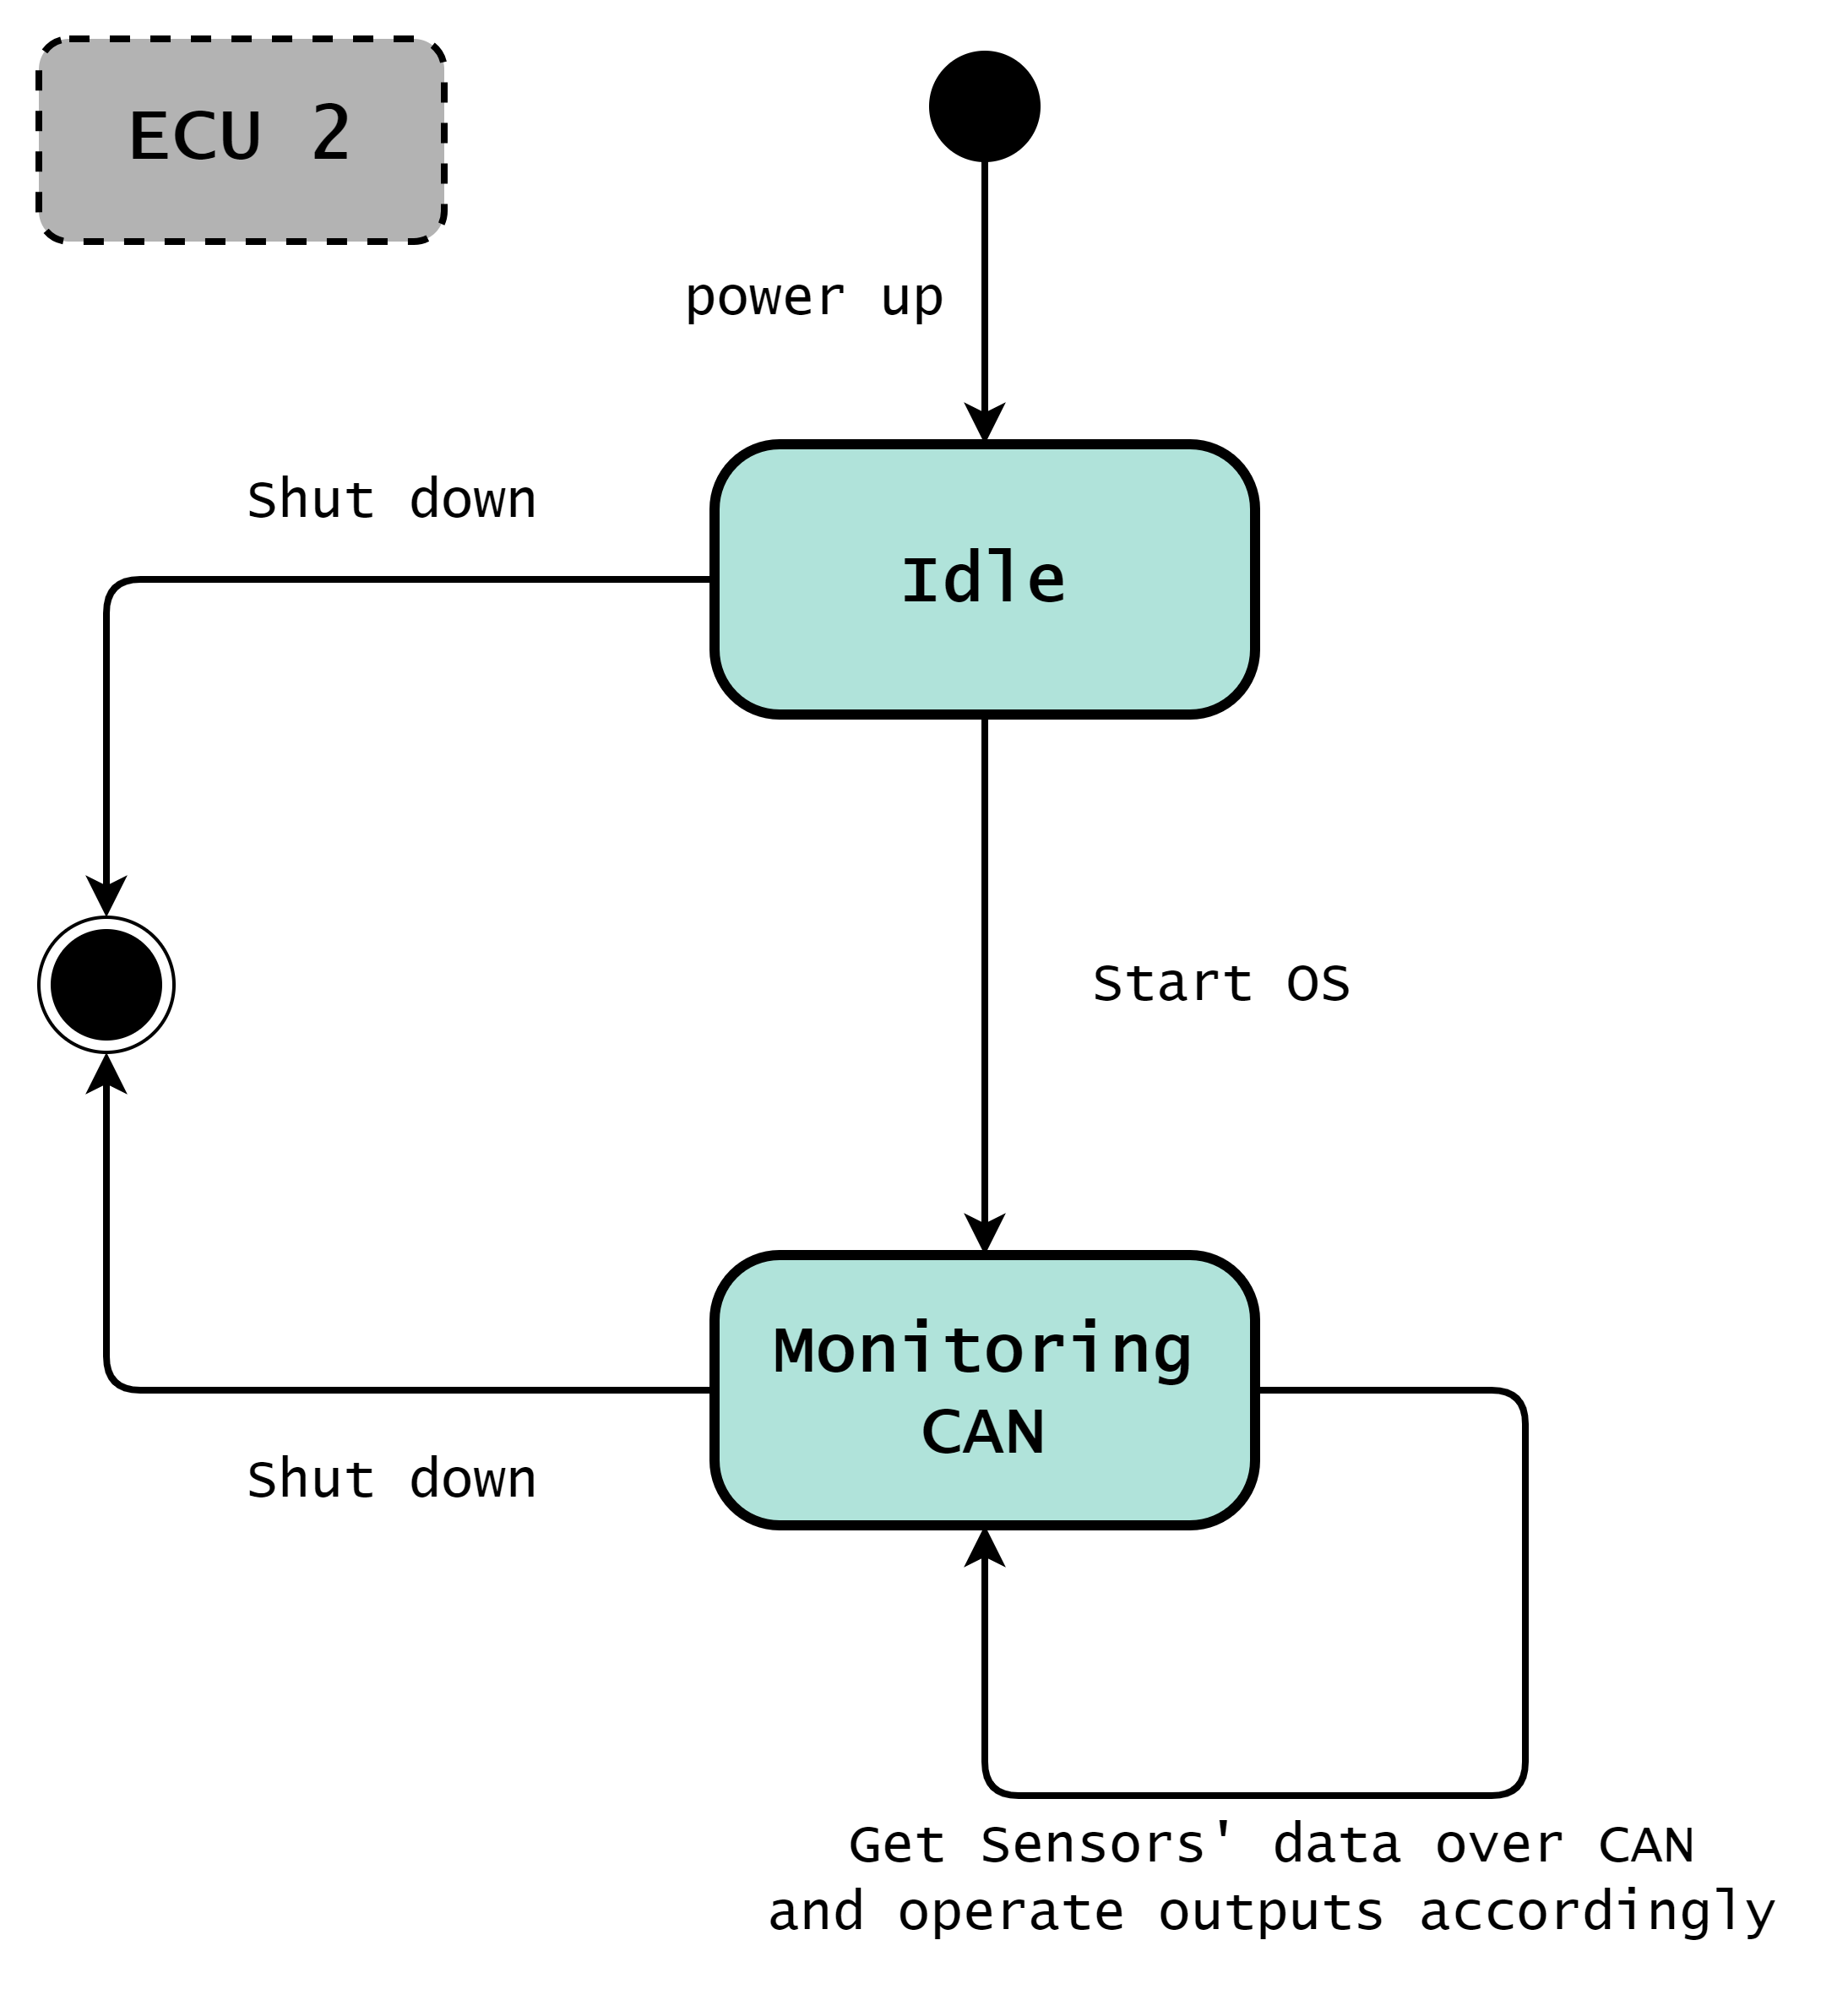 ECU 2
power up
Shut down
Idle
Start OS
Monitoring
CAN
Shut down
Get Sensors' data over CAN
and operate outputs accordingly